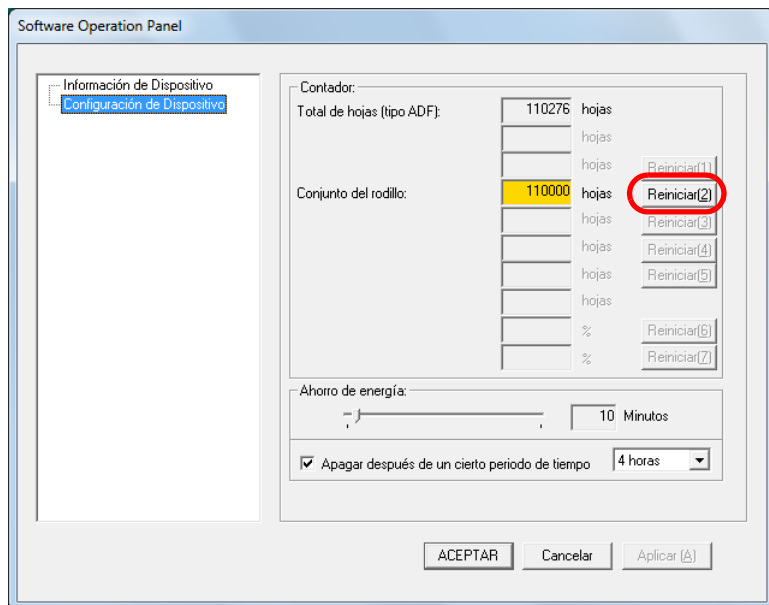 Software Operation Panel
Información de Dispositivo
Configuración de Dispositivo
Contador:
Total de hojas (tipo ADF): 110276 hojas
hojas
hojas Reiniciar(1)
Conjunto del rodillo: 110000 hojas Reiniciar(2)
hojas Reiniciar(3)
hojas Reiniciar(4)
hojas Reiniciar(5)
hojas
% Reiniciar(6)
% Reiniciar(7)
Ahorro de energía:
10 Minutos
Apagar después de un cierto periodo de tiempo 4 horas
ACEPTAR Cancelar Aplicar (A)